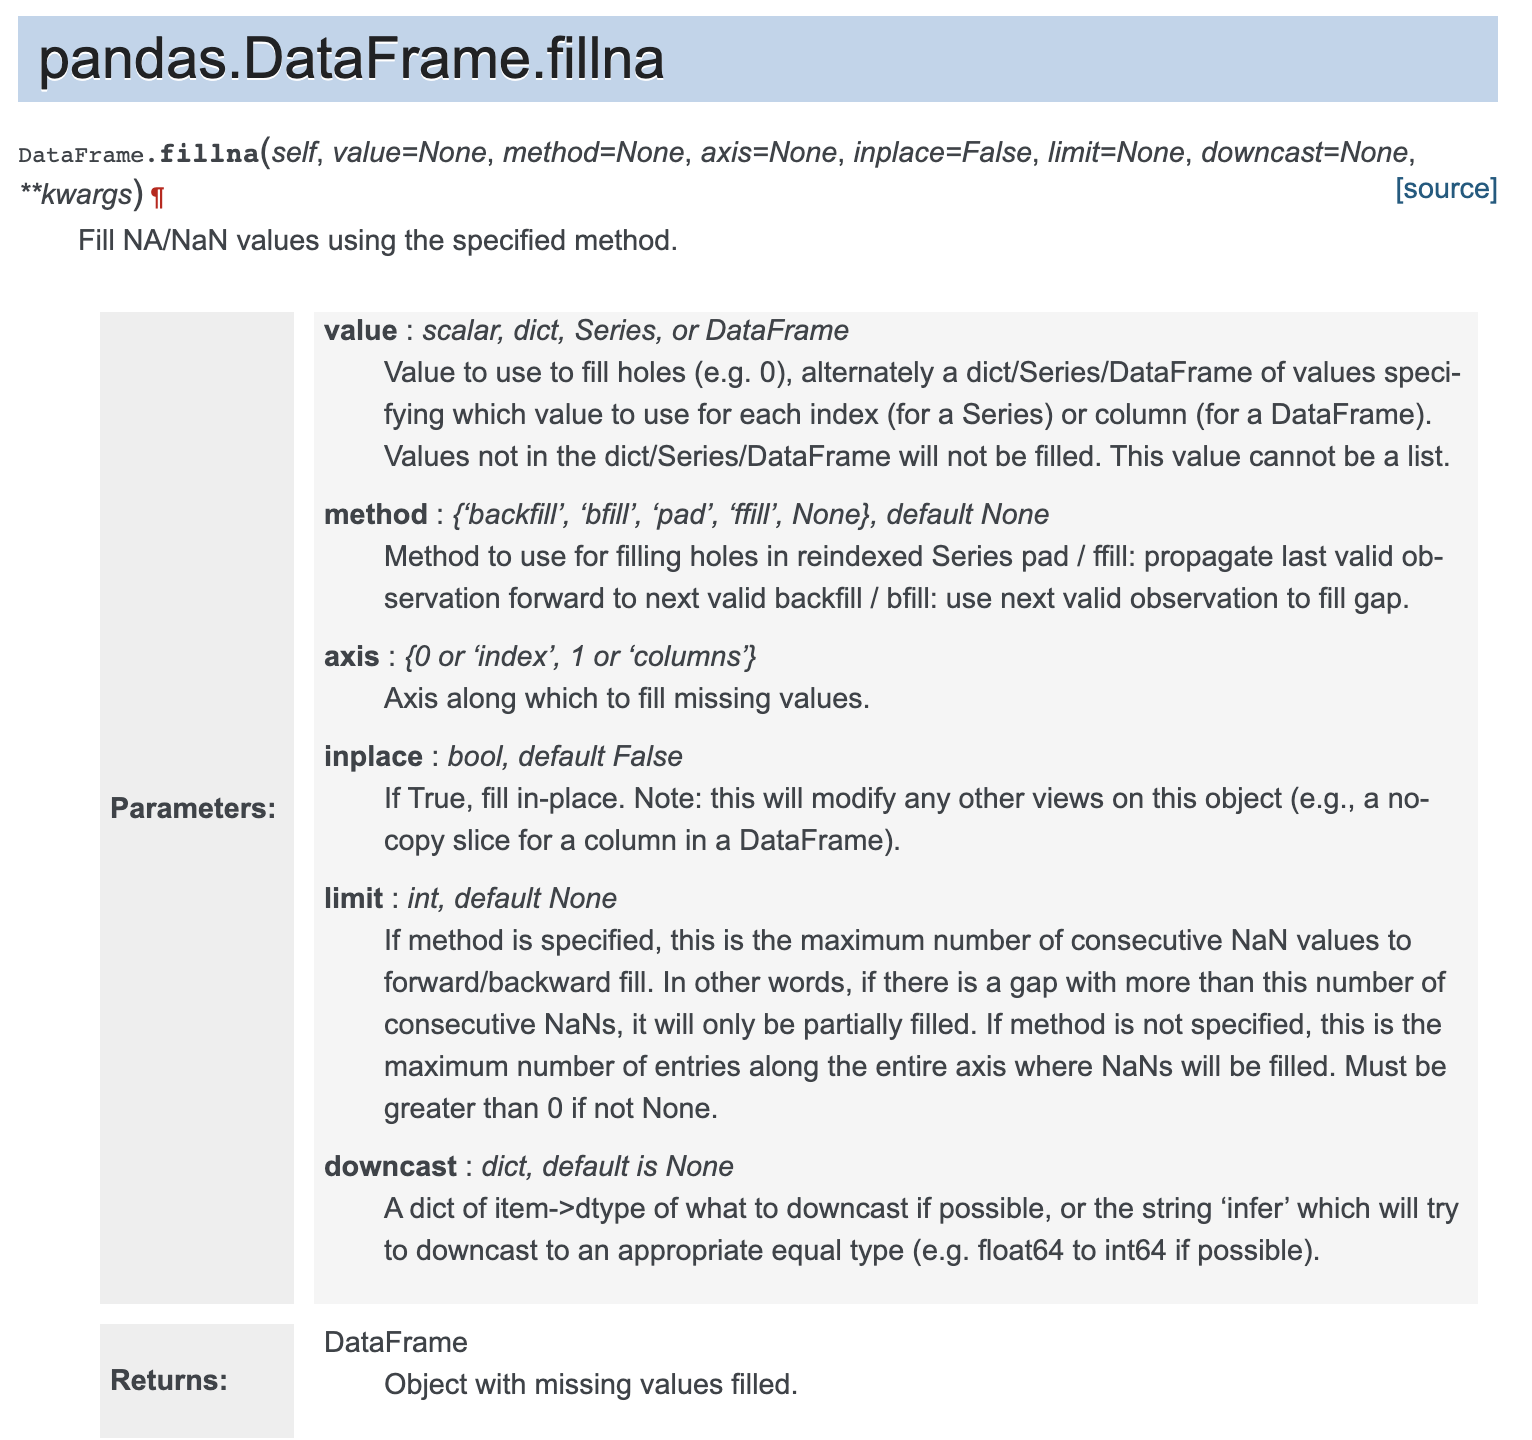 pandas.DataFrame.fillna
DataFrame.fillna(self, value=None, method=None, axis=None, inplace=False, limit=None, downcast=None,
**kwargs) ¶ [source]
Fill NA/NaN values using the specified method.
value : scalar, dict, Series, or DataFrame
Value to use to fill holes (e.g. 0), alternately a dict/Series/DataFrame of values speci-
fying which value to use for each index (for a Series) or column (for a DataFrame).
Values not in the dict/Series/DataFrame will not be filled. This value cannot be a list.
method : {‘backfill’, ‘bfill’, ‘pad’, ‘ffill’, None}, default None
Method to use for filling holes in reindexed Series pad / ffill: propagate last valid ob-
servation forward to next valid backfill / bfill: use next valid observation to fill gap.
axis : {0 or ‘index’, 1 or ‘columns’}
Axis along which to fill missing values.
inplace : bool, default False
If True, fill in-place. Note: this will modify any other views on this object (e.g., a no-
Parameters:
copy slice for a column in a DataFrame).
limit : int, default None
If method is specified, this is the maximum number of consecutive NaN values to
forward/backward fill. In other words, if there is a gap with more than this number of
consecutive NaNs, it will only be partially filled. If method is not specified, this is the
maximum number of entries along the entire axis where NaNs will be filled. Must be
greater than 0 if not None.
downcast : dict, default is None
A dict of item->dtype of what to downcast if possible, or the string ‘infer’ which will try
to downcast to an appropriate equal type (e.g. float64 to int64 if possible).
Returns:
DataFrame
Object with missing values filled.